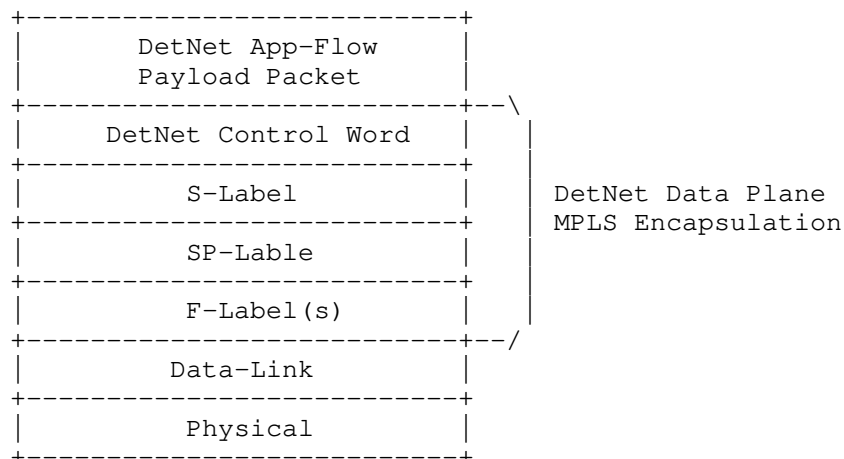 DetNet App-Flow
Payload Packet
DetNet Control Word
S-Label
DetNet Data Plane
MPLS Encapsulation
SP-Lable
F-Label(s)
Data-Link
Physical